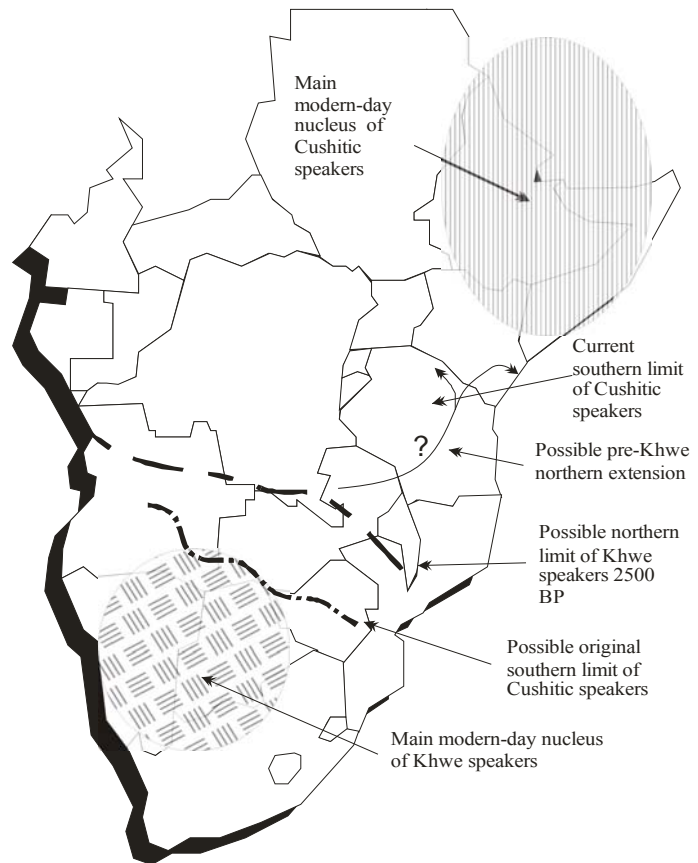 Main
modern-day
nucleus of
Cushitic
speakers
Current
southern limit
of Cushitic
speakers
?
Possible pre-Khwe
northern extension
Possible northern
limit of Khwe
speakers 2500
BP
Possible original
southern limit of
Cushitic speakers
Main modern-day nucleus
of Khwe speakers